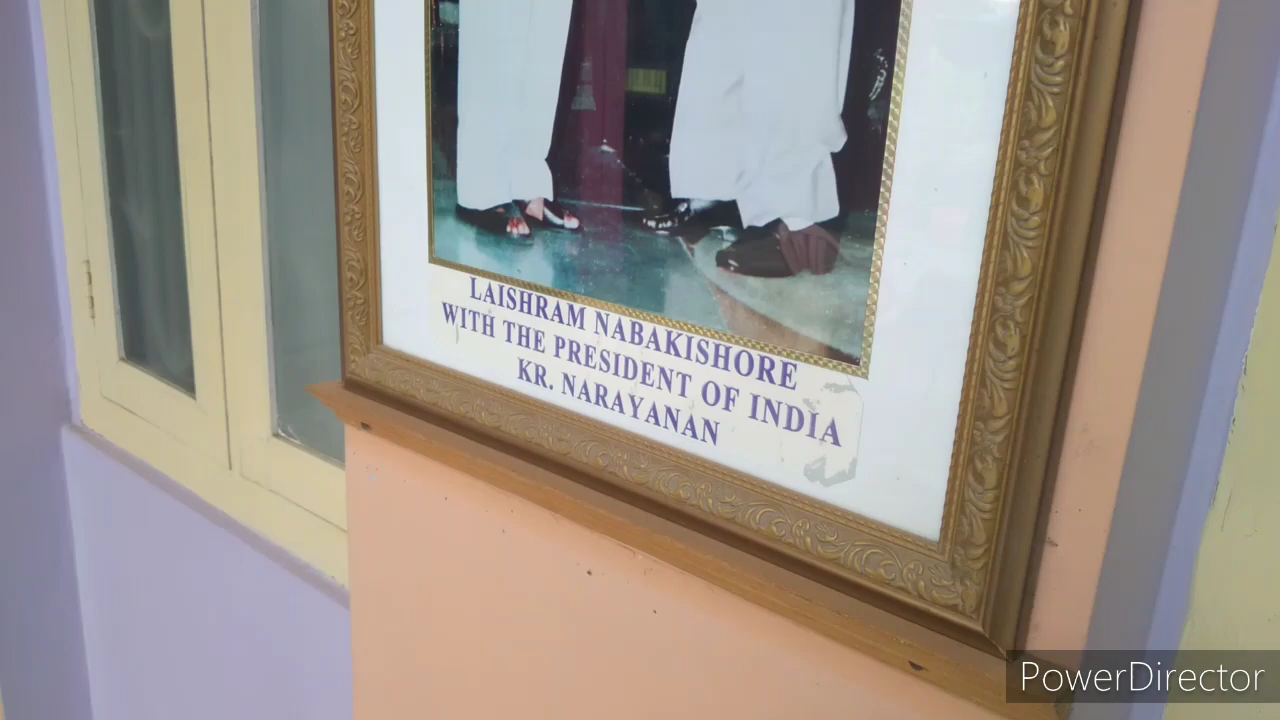 LAISHRAM NABAKISHORE
WITH THE PRESIDENT OF INDIA
KR. NARAYANAN
PowerDirector